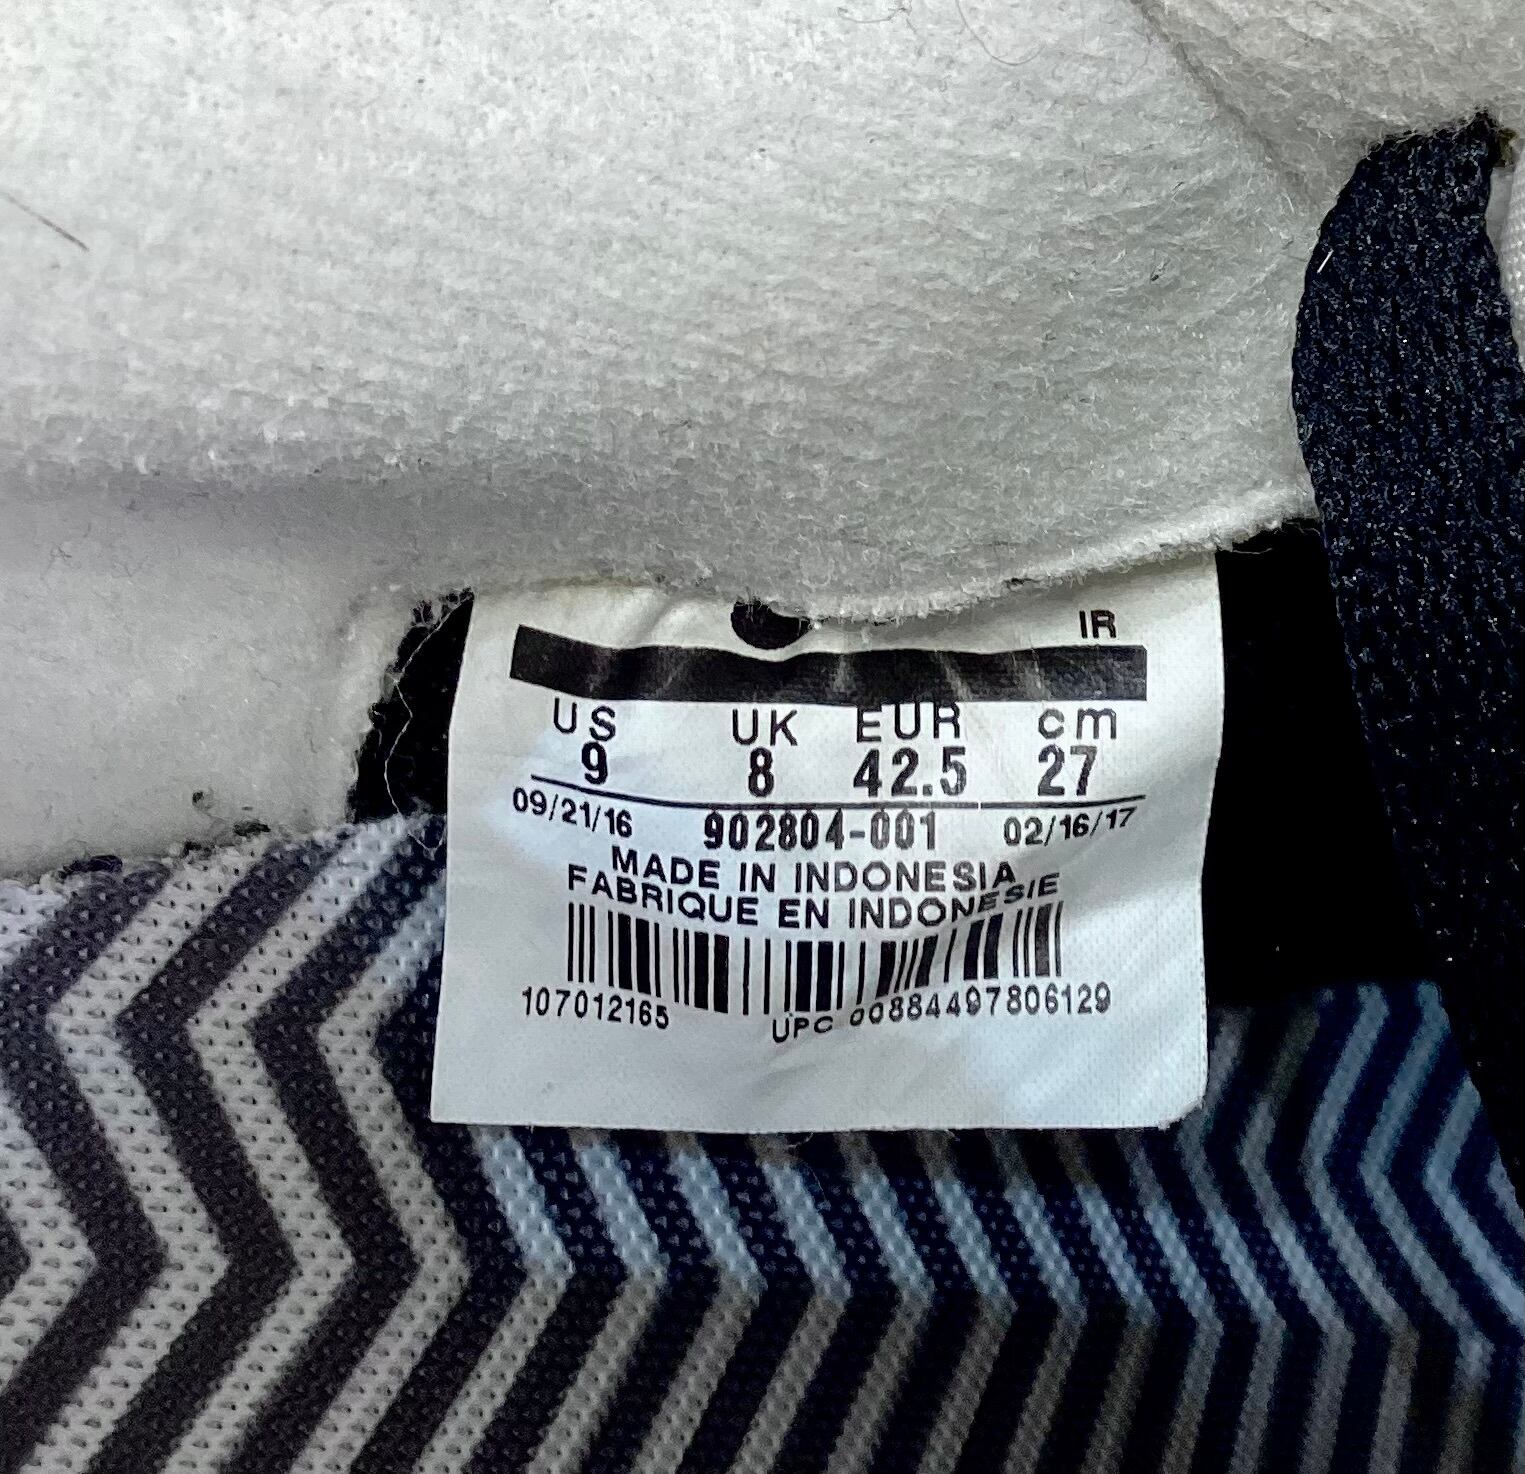 IR
US UK EUR cm
9 8 42.5 27
09/21/16 902804-001 02/16/17
MADE IN INDONESIA
FABRIQUE EN INDONESIE
107012165 UPC 00884497806129